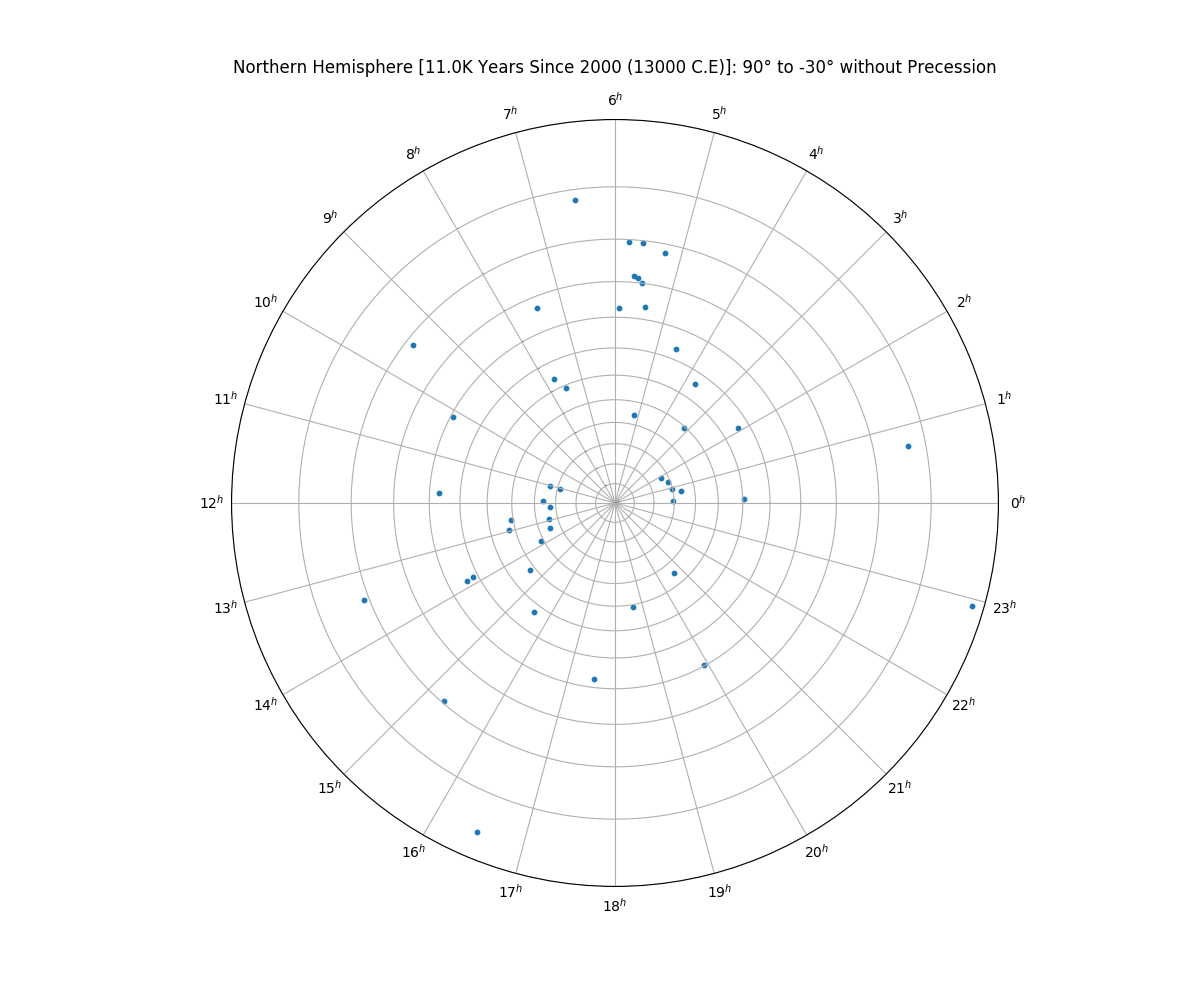 Northern Hemisphere [11.0K Years Since 2000 (13000 C.E)]: 90° to -30° without Precession
6h
7h
5h
8h
4h
9h
3h
10h
2h
11h
1h
12h
0h
13h
23h
14h
22h
15h
21h
16h
20h
17h
19h
18h